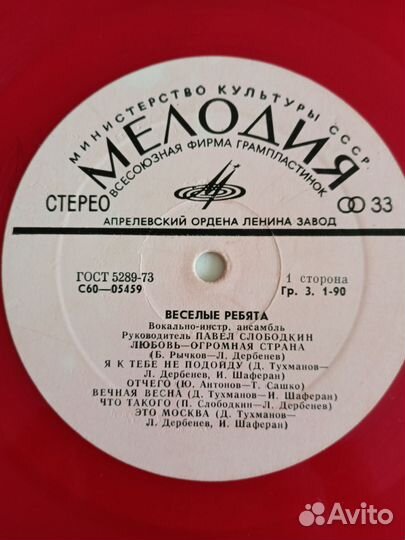 МИНИСТЕРСТВО КУЛЬТУРЫ СССР.
МЕЛОДИЯ
ВСЕСОЮЗНАЯ ФИРМА ГРАМПЛАСТИНОК
СТЕРЕО
33
АПРЕЛЕВСКИЙ ОРДЕНА ЛЕНИНА ЗАВОД
ГОСТ 5289-73
С60—05459
1 сторона
Гр. 3. 1-90
ВЕСЕЛЫЕ РЕБЯТА
Вокально-инстр. ансамбль
Руководитель ПАВЕЛ СЛОБОДКИН
ЛЮБОВЬ—ОГРОМНАЯ СТРАНА
(Б. Рычков—Л. Дербенев)
Я К ТЕБЕ НЕ ПОДОЙДУ (Д. Тухманов—
Л. Дербенев, И. Шаферан)
ОТЧЕГО (Ю. Антонов—Т. Сашко)
ВЕЧНАЯ ВЕСНА (Д. Тухманов—И. Шаферан)
ЧТО ТАКОГО (П. Слободкин—Л. Дербенев)
ЭТО МОСКВА (Д. Тухманов—
Л. Дербенев, И. Шаферан)
Avito